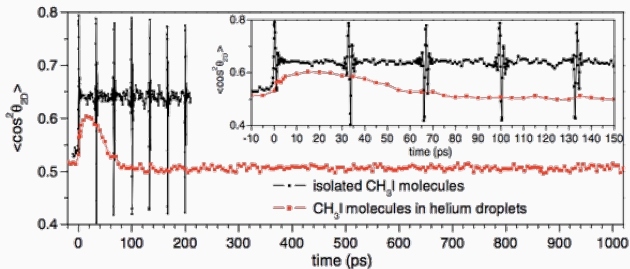 0.8
0.7
0.6
0.5
0.4
<cos²θ2D>
0 100 200 300 400 500 600 700 800 900 1000
time (ps)
0.8
0.6
0.4
<cos²θ2D>
-10 0 10 20 30 40 50 60 70 80 90 100 110 120 130 140 150
time (ps)
isolated CH3I molecules
CH3I molecules in helium droplets